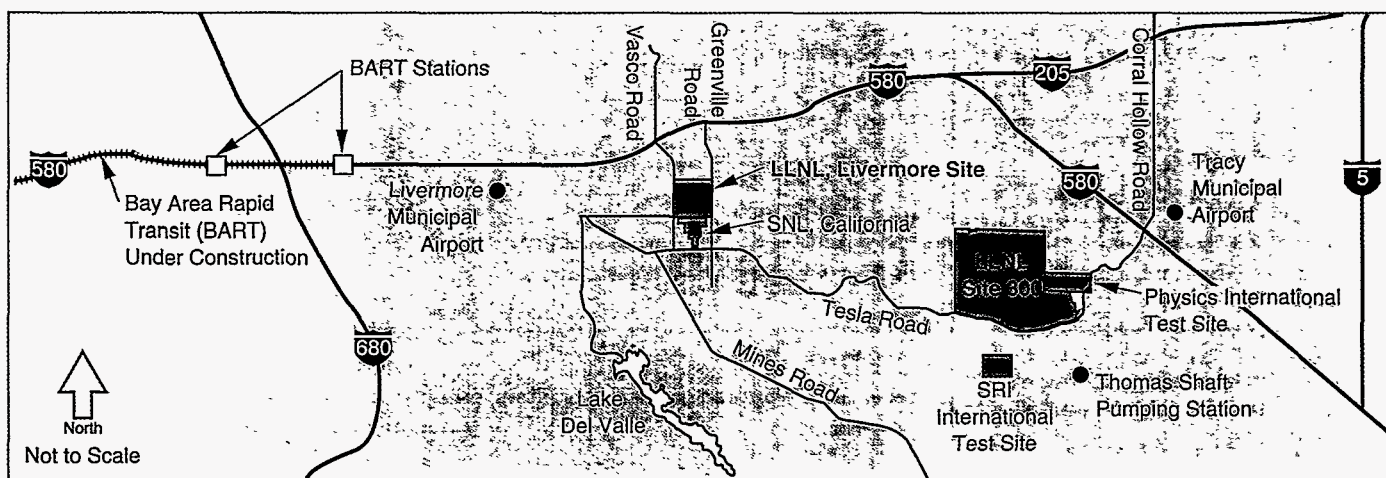 BART Stations
580
Bay Area Rapid
Transit (BART)
Under Construction
680
North
Not to Scale
Livermore
Municipal
Airport
Vasco Road
Greenville
Road
LLNL, Livermore Site
SNL, California
Lake
Del Valle
Mines Road
Tesla Road
580
205
Corral Hollow Road
580
Tracy
Municipal
Airport
5
LLNL
Site 300
Physics International
Test Site
SRI
International
Test Site
Thomas Shaft
Pumping Station